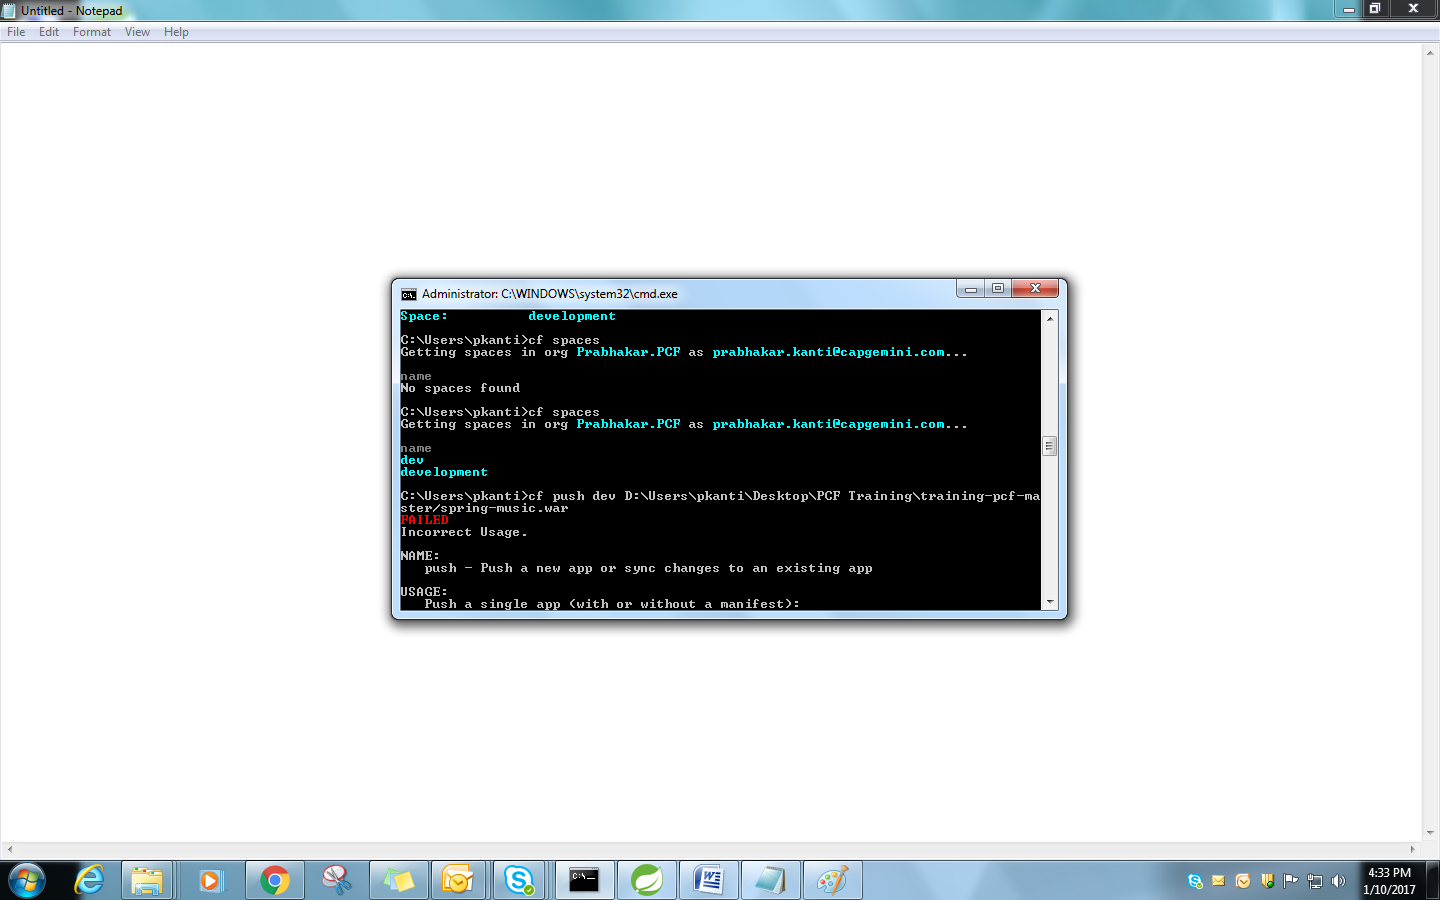 Untitled - Notepad
File Edit Format View Help
Administrator: C:\WINDOWS\system32\cmd.exe
Space: development
C:\Users\pkanti>cf spaces
Getting spaces in org Prabhakar.PCF as prabhakar.kanti@capgemini.com...
name
No spaces found
C:\Users\pkanti>cf spaces
Getting spaces in org Prabhakar.PCF as prabhakar.kanti@capgemini.com...
name
dev
development
C:\Users\pkanti>cf push dev D:\Users\pkanti\Desktop\PCF Training\training-pcf-ma
ster/spring-music.war
FAILED
Incorrect Usage.
NAME:
push - Push a new app or sync changes to an existing app
USAGE:
Push a single app (with or without a manifest):
4:33 PM
1/10/2017